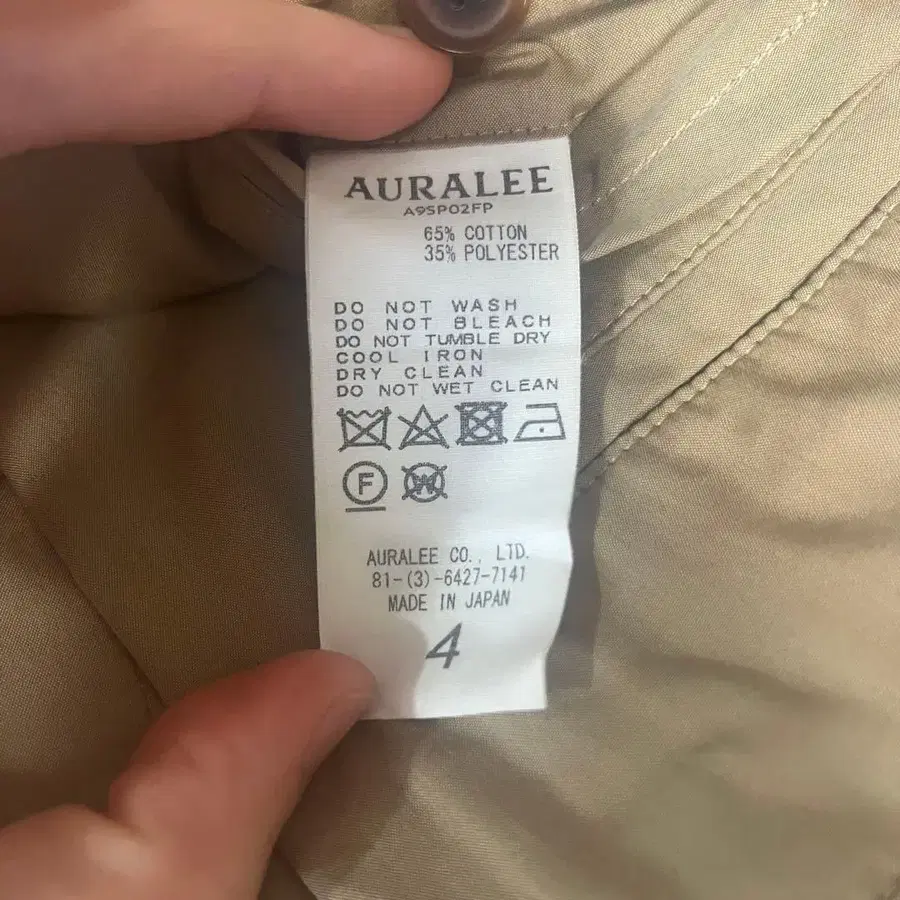 AURALEE
A9SP02FP
65% COTTON
35% POLYESTER
DO NOT WASH
DO NOT BLEACH
DO NOT TUMBLE DRY
COOL IRON
DRY CLEAN
DO NOT WET CLEAN
F W
AURALEE CO., LTD.
81-(3)-6427-7141
MADE IN JAPAN
4